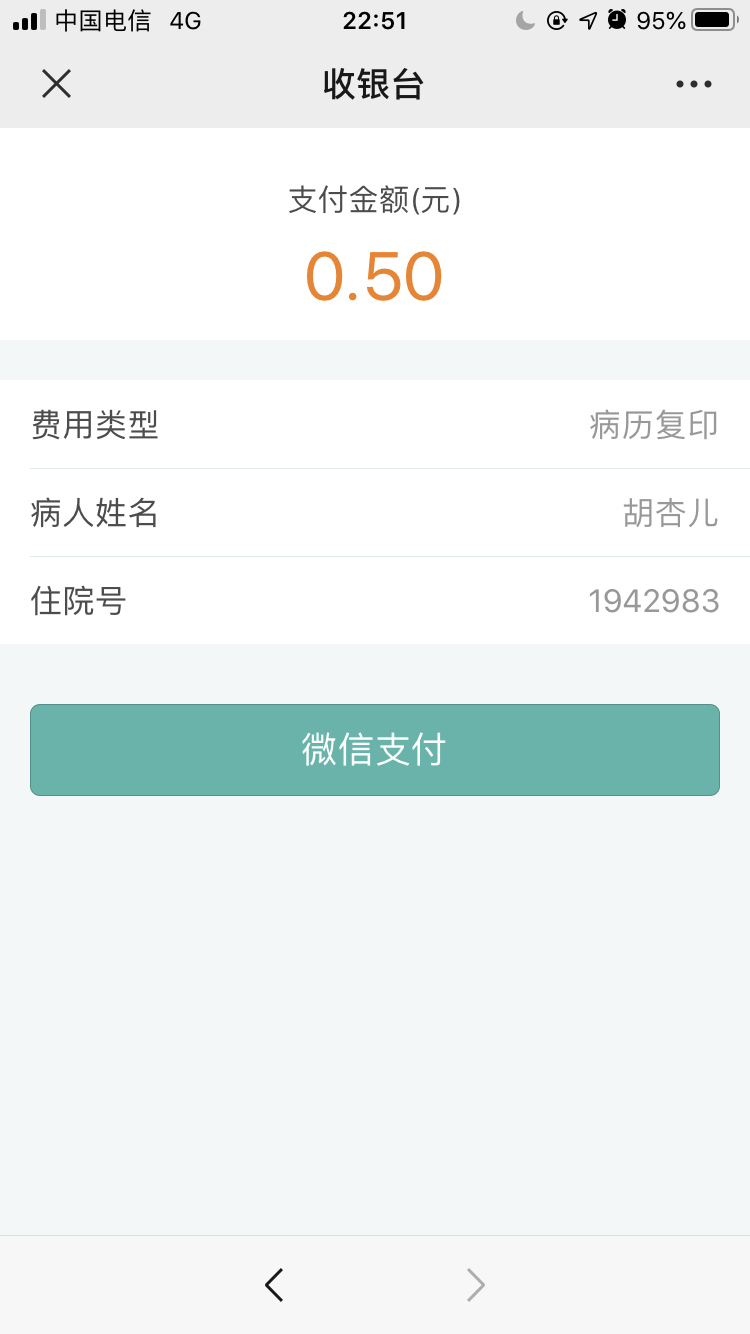 中国电信 4G 22:51 95%
收银台
支付金额(元)
0.50
费用类型 病历复印
病人姓名 胡杏儿
住院号 1942983
微信支付